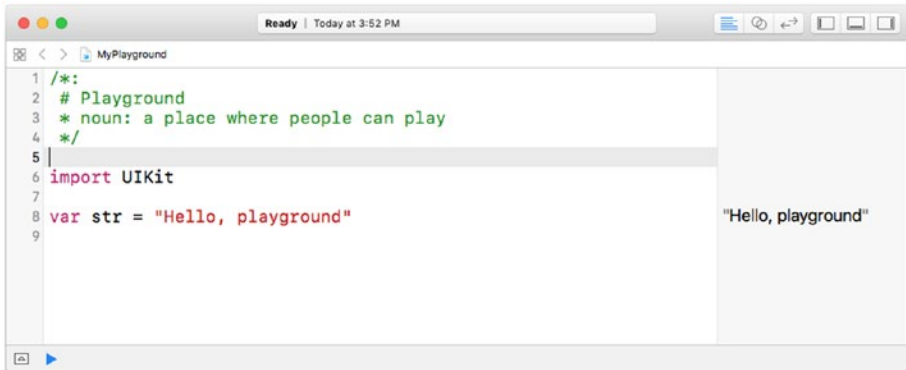 Ready | Today at 3:52 PM
MyPlayground
1 /*:
2 # Playground
3 * noun: a place where people can play
4 */
5
6 import UIKit
7
8 var str = "Hello, playground"
"Hello, playground"
9